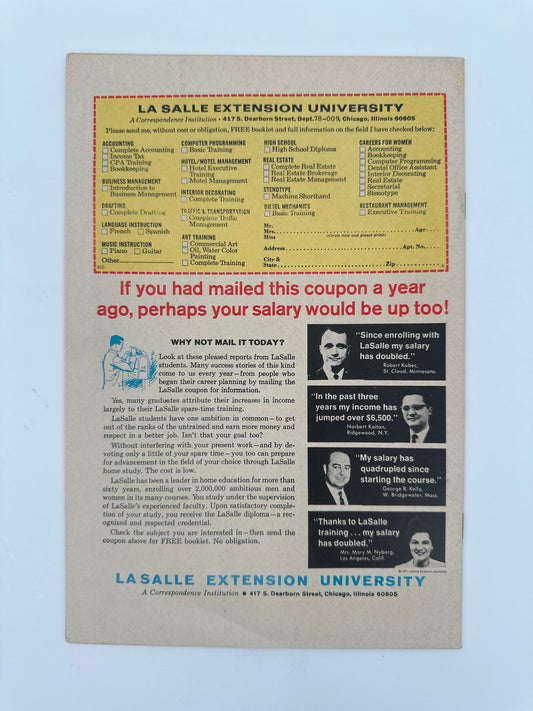 LA SALLE EXTENSION UNIVERSITY
A Correspondence Institution • 417 S. Dearborn Street, Dept. 78-009, Chicago, Illinois 60605
Please send me, without cost or obligation, FREE booklet and full information on the field I have checked below:
ACCOUNTING
Complete Accounting
Income Tax
CPA Training
Bookkeeping
BUSINESS MANAGEMENT
Introduction to
Business Management
DRAFTING
Complete Drafting
LANGUAGE INSTRUCTION
French Spanish
MUSIC INSTRUCTION
Piano Guitar
Other
COMPUTER PROGRAMMING
Basic Training
HOTEL/MOTEL MANAGEMENT
Hotel Executive
Training
Motel Management
INTERIOR DECORATING
Complete Training
TRAFFIC & TRANSPORTATION
Complete Traffic
Management
ART TRAINING
Commercial Art
Oil, Water Color
Painting
Complete Training
HIGH SCHOOL
High School Diploma
REAL ESTATE
Complete Real Estate
Real Estate Brokerage
Real Estate Management
STENOTYPE
Machine Shorthand
DIESEL MECHANICS
Basic Training
CAREERS FOR WOMEN
Accounting
Bookkeeping
Computer Programming
Dental Office Assistant
Interior Decorating
Real Estate
Secretarial
Stenotype
RESTAURANT MANAGEMENT
Executive Training
Mr.
Mrs. Age
Miss (Circle title and please print)
Address Apt. No.
City &
State Zip
If you had mailed this coupon a year
ago, perhaps your salary would be up too!
WHY NOT MAIL IT TODAY?
Look at these pleased reports from LaSalle
students. Many success stories of this kind
come to us every year—from people who
began their career planning by mailing the
LaSalle coupon for information.
Yes, many graduates attribute their increases in income
largely to their LaSalle spare-time training.
LaSalle students have one ambition in common—to get
out of the ranks of the untrained and earn more money and
respect in a better job. Isn't that your goal too?
Without interfering with your present work—and by de-
voting only a little of your spare time—you too can prepare
for advancement in the field of your choice through LaSalle
home study. The cost is low.
LaSalle has been a leader in home education for more than
sixty years, enrolling over 2,000,000 ambitious men and
women in its many courses. You study under the supervision
of LaSalle's experienced faculty. Upon satisfactory comple-
tion of your study, you receive the LaSalle diploma—a rec-
ognized and respected credential.
Check the subject you are interested in—then send the
coupon above for FREE booklet. No obligation.
"Since enrolling with
LaSalle my salary
has doubled."
Robert Kubec,
St. Cloud, Minnesota.
"In the past three
years my income has
jumped over $6,500."
Norbert Kaitan,
Ridgewood, N.Y.
"My salary has
quadrupled since
starting the course."
George R. Kelly,
W. Bridgewater, Mass.
"Thanks to LaSalle
training . . . my salary
has doubled."
Mrs. Mary M. Nyberg,
Los Angeles, Calif.
LA SALLE EXTENSION UNIVERSITY
A Correspondence Institution • 417 S. Dearborn Street, Chicago, Illinois 60605